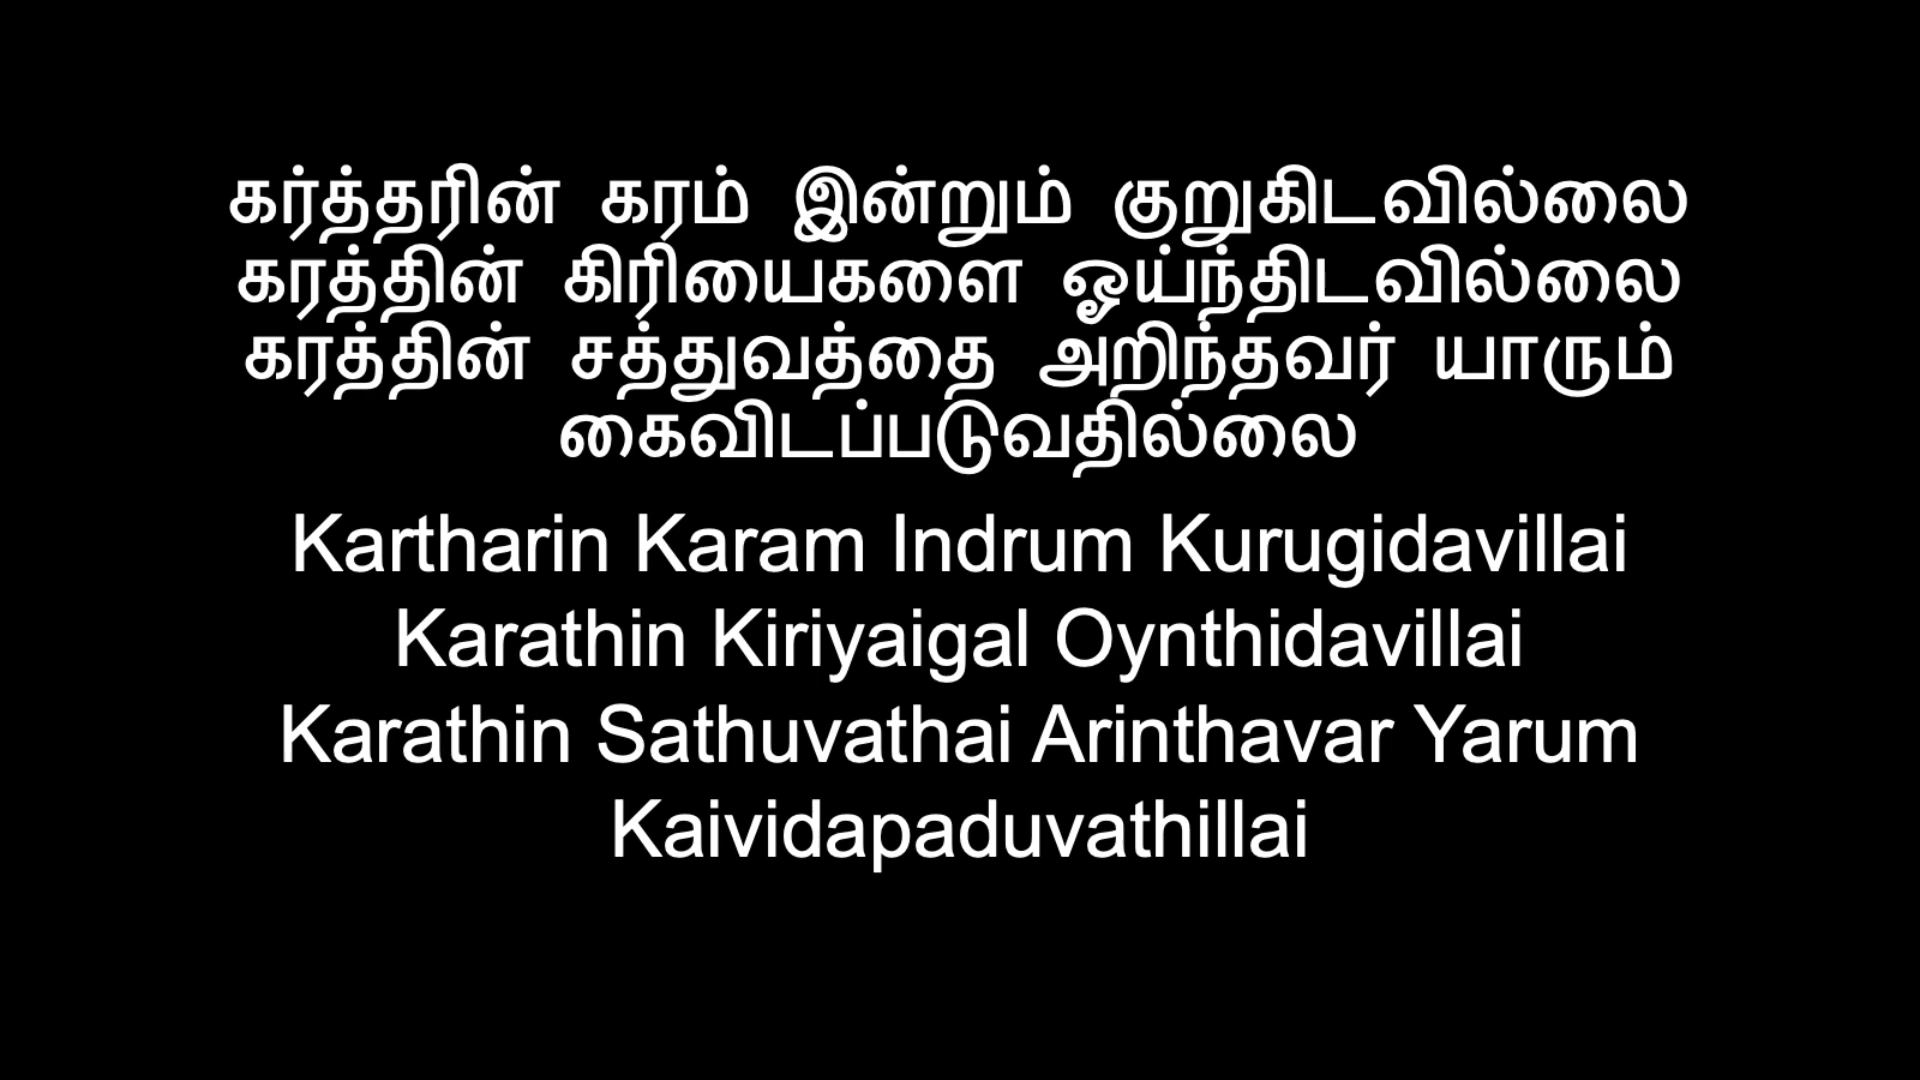 கர்த்தரின் கரம் இன்றும் குறுகிடவில்லை
கரத்தின் கிரியைகளை ஓய்ந்திடவில்லை
கரத்தின் சத்துவத்தை அறிந்தவர் யாரும்
கைவிடப்படுவதில்லை
Kartharin Karam Indrum Kurugidavillai
Karathin Kiriyaigal Oynthidavillai
Karathin Sathuvathai Arinthavar Yarum
Kaividapaduvathillai